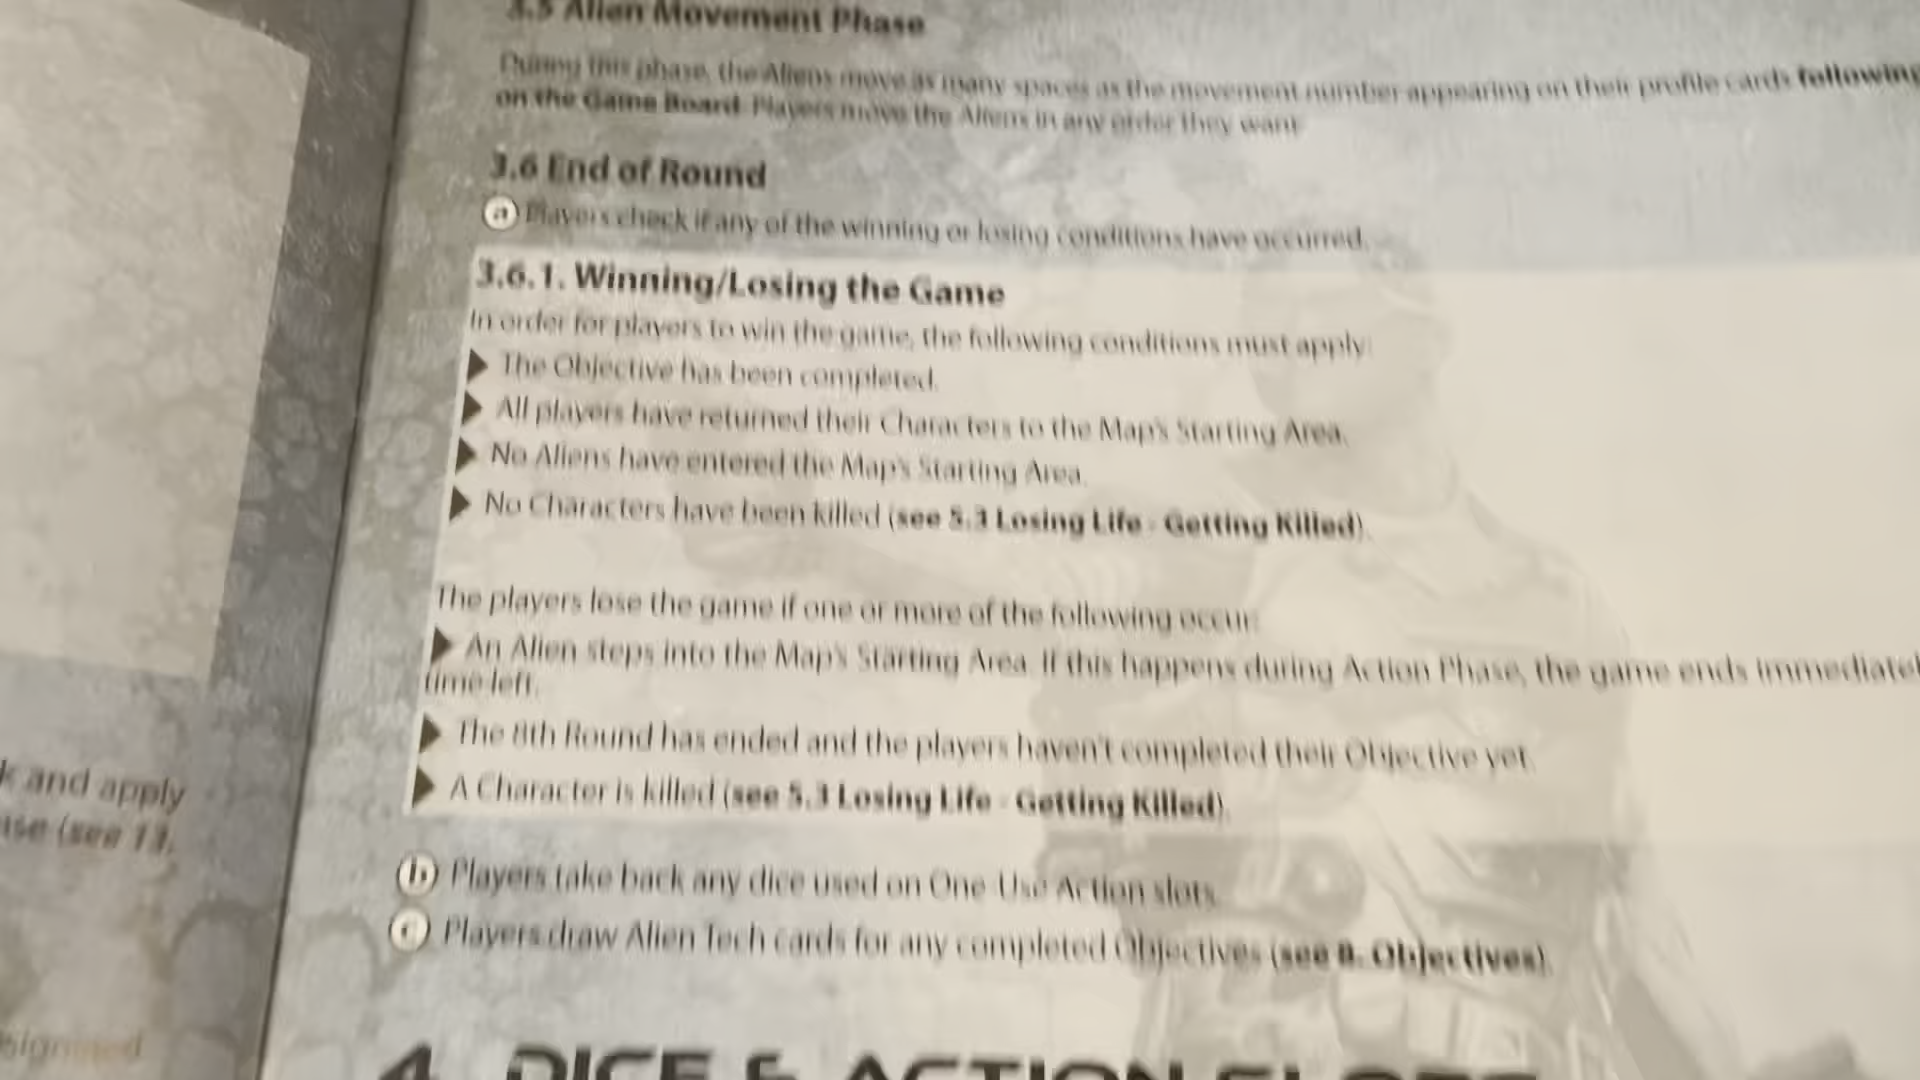 3.5 Alien Movement Phase
During this phase, the Aliens move as many spaces as the movement number appearing on their profile cards following
on the Game Board. Players move the Aliens in any order they want
3.6 End of Round
a Players check if any of the winning or losing conditions have occurred.
3.6.1. Winning/Losing the Game
In order for players to win the game, the following conditions must apply:
The Objective has been completed.
All players have returned their Characters to the Map's Starting Area.
No Aliens have entered the Map's Starting Area.
No Characters have been killed (see 5.3 Losing Life - Getting Killed).
The players lose the game if one or more of the following occur:
An Alien steps into the Map's Starting Area. If this happens during Action Phase, the game ends immediatel
time left.
The 8th Round has ended and the players haven't completed their Objective yet.
A Character is killed (see 5.3 Losing Life - Getting Killed).
b Players take back any dice used on One-Use Action slots.
c Players draw Alien Tech cards for any completed Objectives (see 8. Objectives).
4. DICE & ACTION SLOTS
k and apply
(see 13.